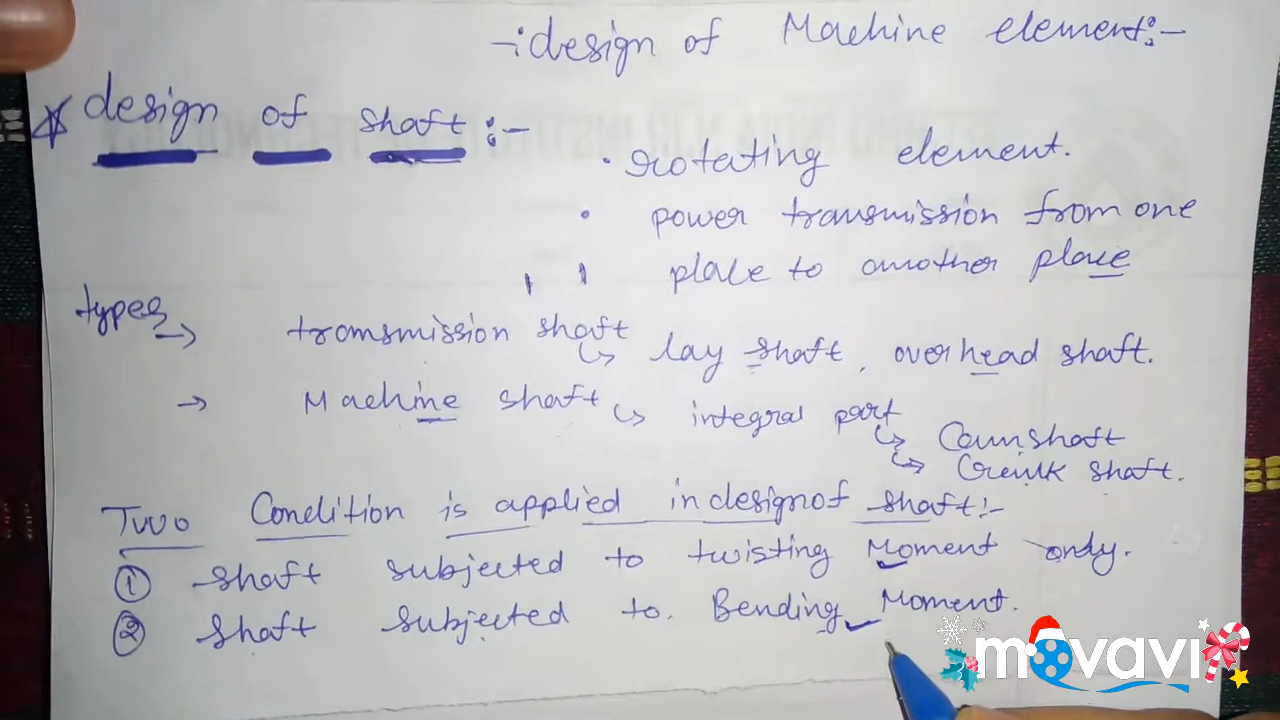 -: design of Machine element :-
* design of shaft :-
• rotating element.
• power transmission from one
place to another place
types
→ transmission shaft
↳ lay shaft, overhead shaft.
→ Machine shaft ↳ integral part
↳ Camshaft
↳ Crank shaft.
Two Condition is applied in design of shaft :-
① shaft subjected to twisting Moment only.
② shaft subjected to. Bending Moment.
movavi